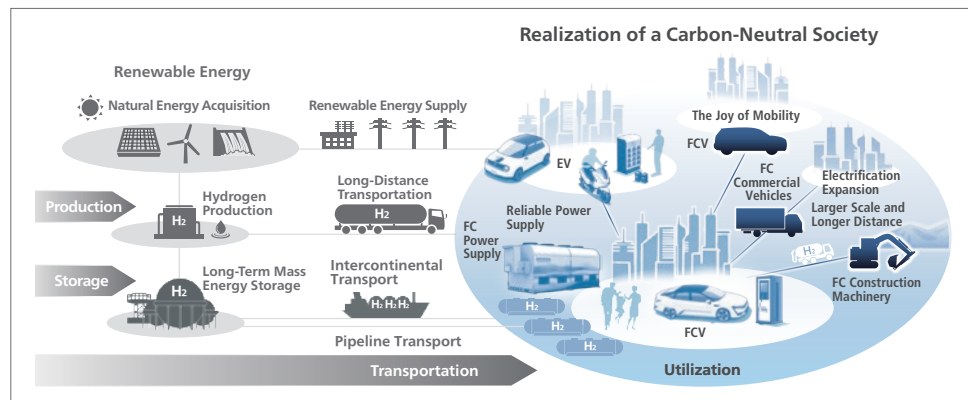 Realization of a Carbon-Neutral Society
Renewable Energy
Natural Energy Acquisition
Renewable Energy Supply
The Joy of Mobility
FCV
EV
FC
Commercial
Vehicles
Electrification
Expansion
Production
Hydrogen
Production
H2
Long-Distance
Transportation
H2
Reliable Power
Supply
FC
Power
Supply
Larger Scale and
Longer Distance
H2
FC Construction
Machinery
Storage
H2
Long-Term Mass
Energy Storage
Intercontinental
Transport
H2 H2 H2
H2
H2
H2
FCV
Pipeline Transport
Transportation
Utilization